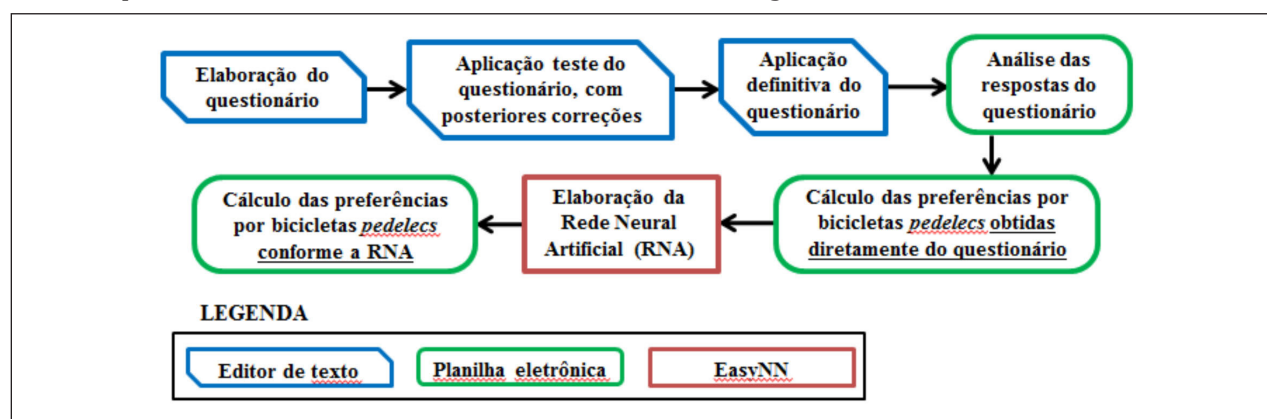 Elaboração do
questionário
Aplicação teste do
questionário, com
posteriores correções
Aplicação
definitiva do
questionário
Análise das
respostas do
questionário
Cálculo das preferências por
bicicletas pedelecs obtidas
diretamente do questionário
Elaboração da
Rede Neural
Artificial (RNA)
Cálculo das preferências
por bicicletas pedelecs
conforme a RNA
LEGENDA
Editor de texto
Planilha eletrônica
EasyNN